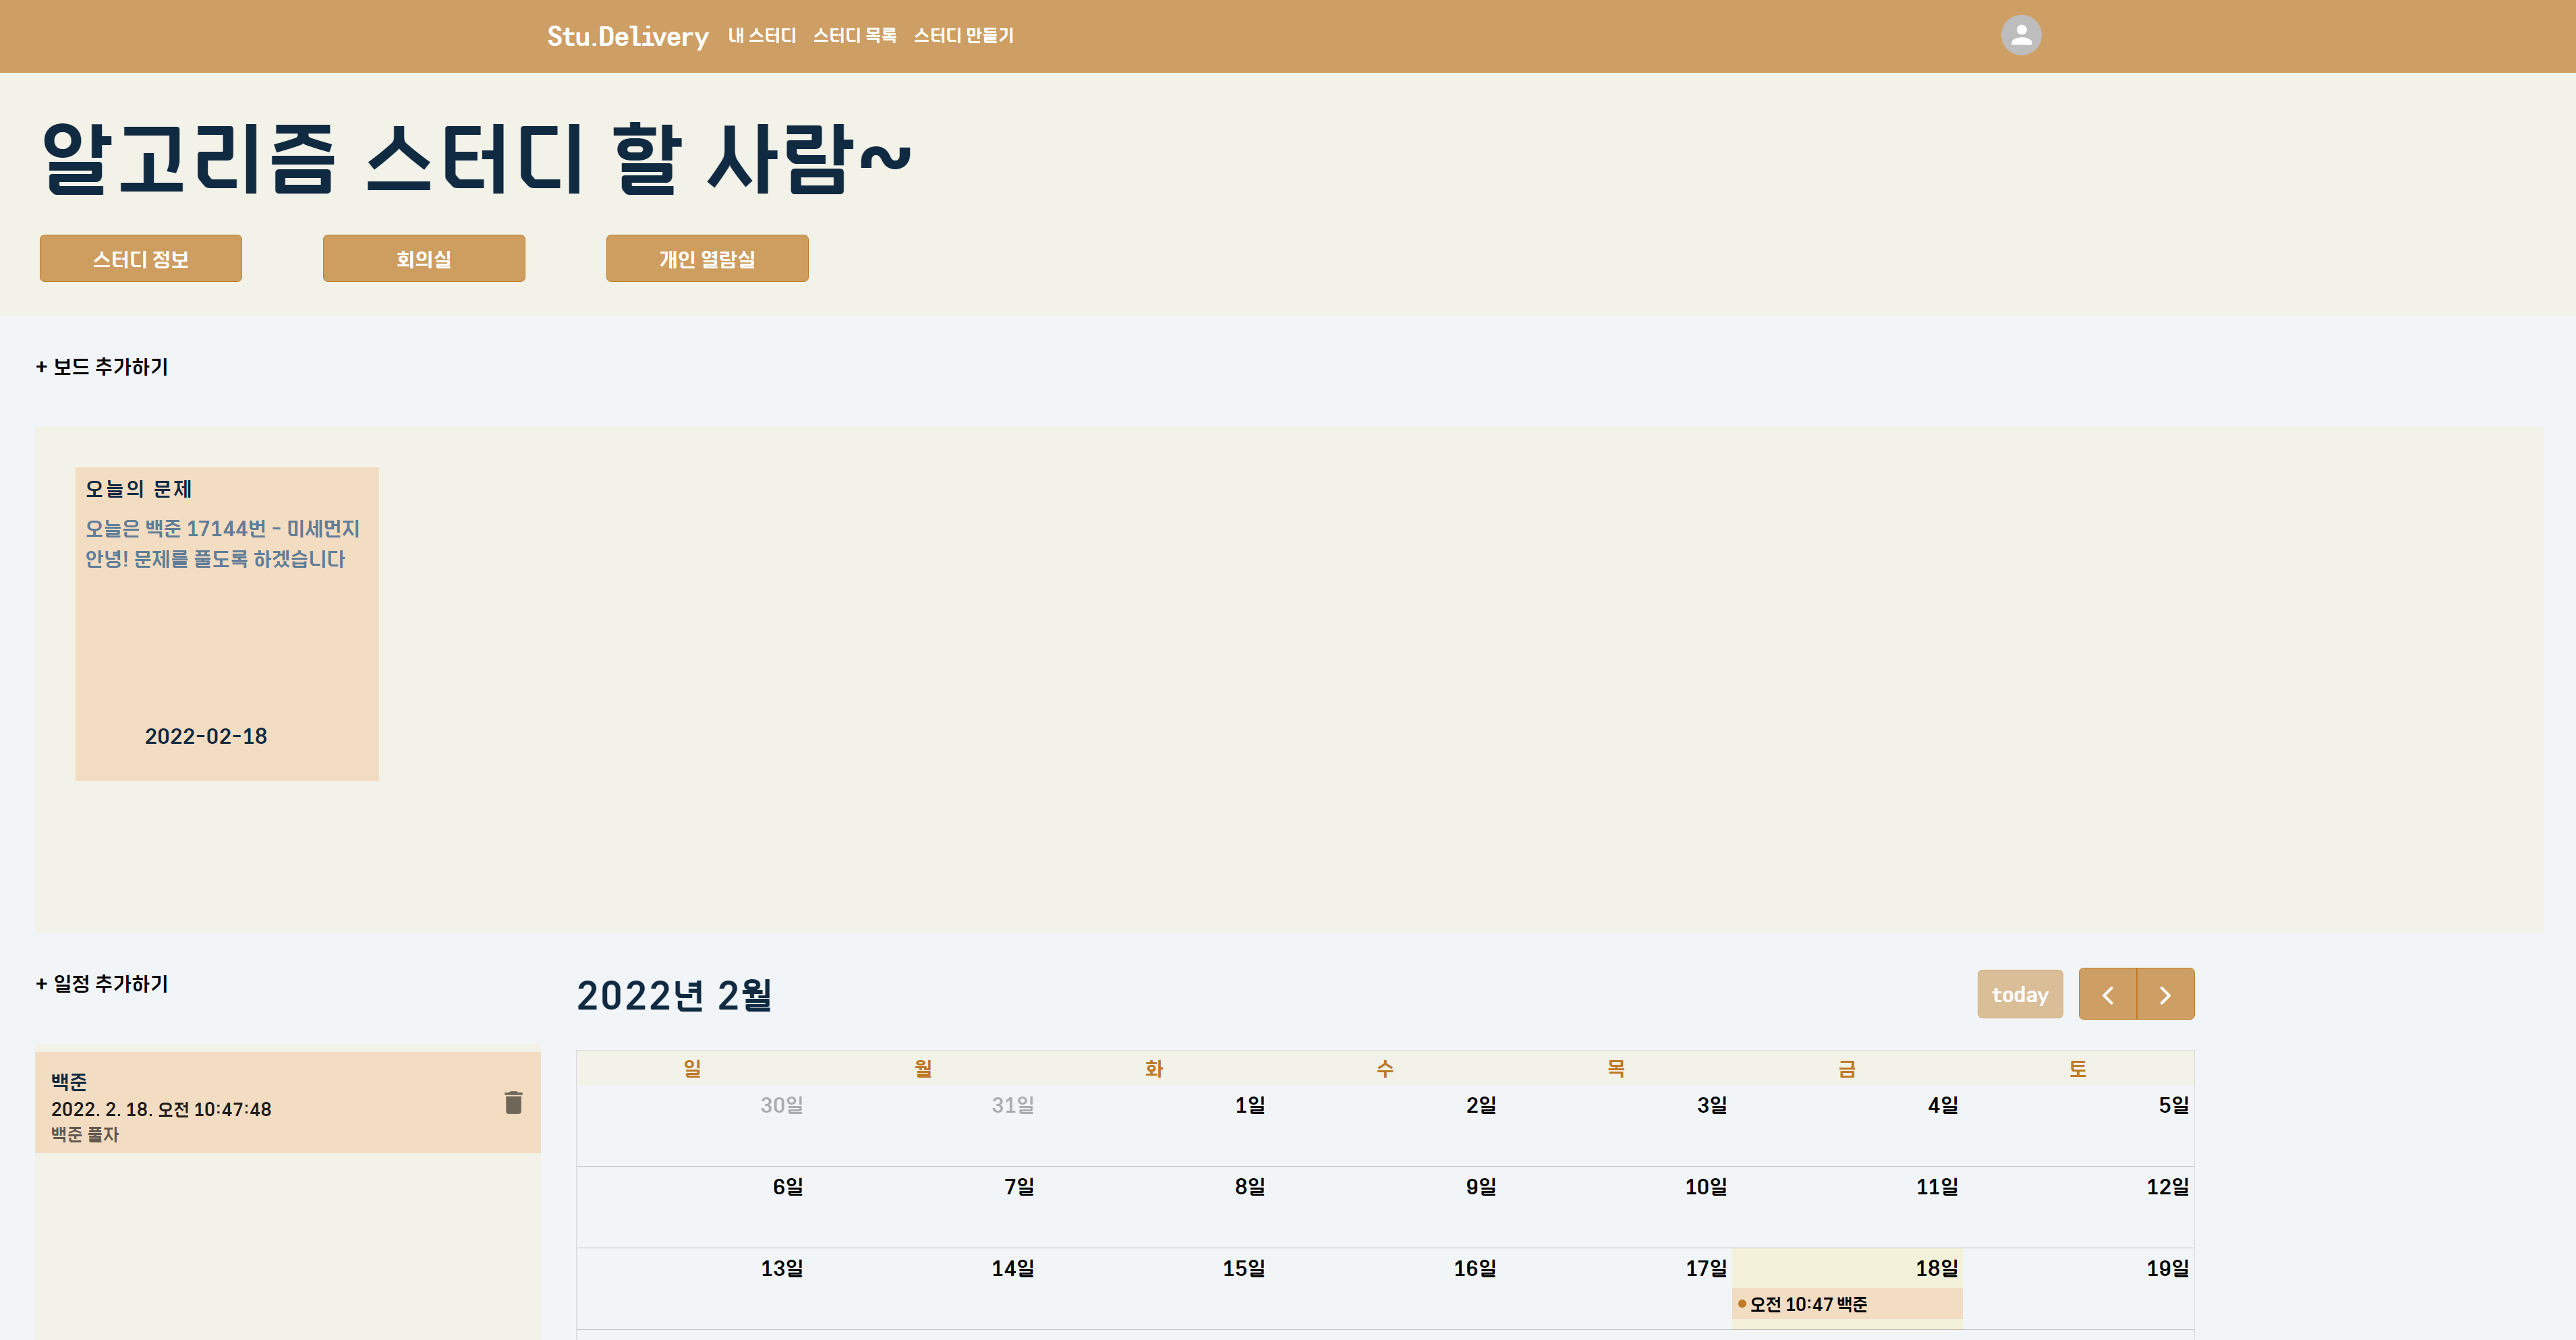 Stu.Delivery 내 스터디 스터디 목록 스터디 만들기
알고리즘 스터디 할 사람~
스터디 정보 회의실 개인 열람실
+ 보드 추가하기
오늘의 문제
오늘은 백준 17144번 - 미세먼지
안녕! 문제를 풀도록 하겠습니다
2022-02-18
+ 일정 추가하기
백준
2022. 2. 18. 오전 10:47:48
백준 풀자
2022년 2월 today
일 월 화 수 목 금 토
30일 31일 1일 2일 3일 4일 5일
6일 7일 8일 9일 10일 11일 12일
13일 14일 15일 16일 17일 18일 19일
오전 10:47 백준